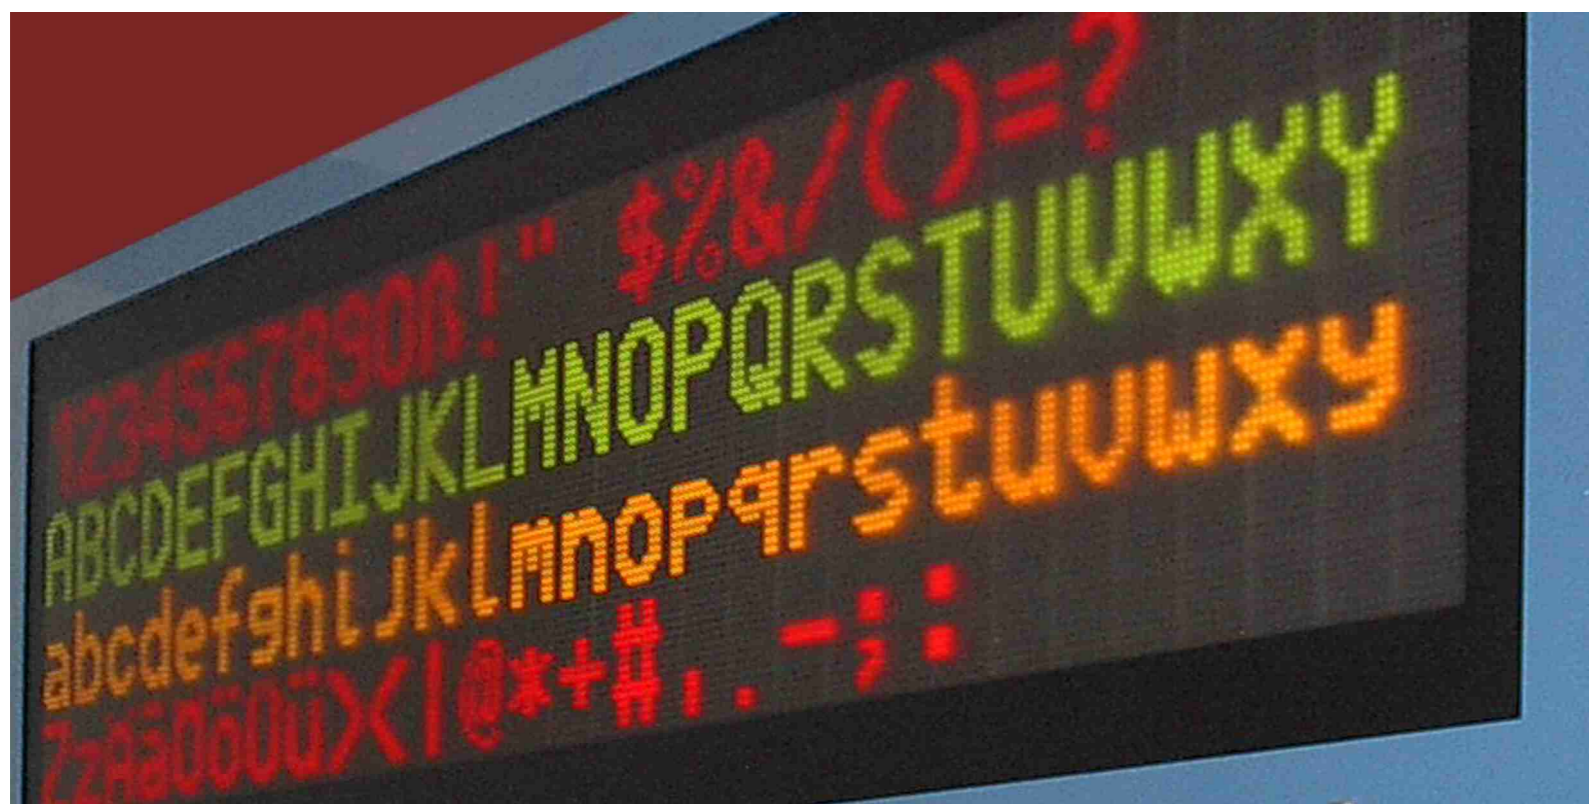 1234567890ß!" $%&/()=?
ABCDEFGHIJKLMNOPQRSTUVWXY
abcdefghijklmnopqrstuvwxy
ZzÄäÖöÜü><|@*+#,. -;: